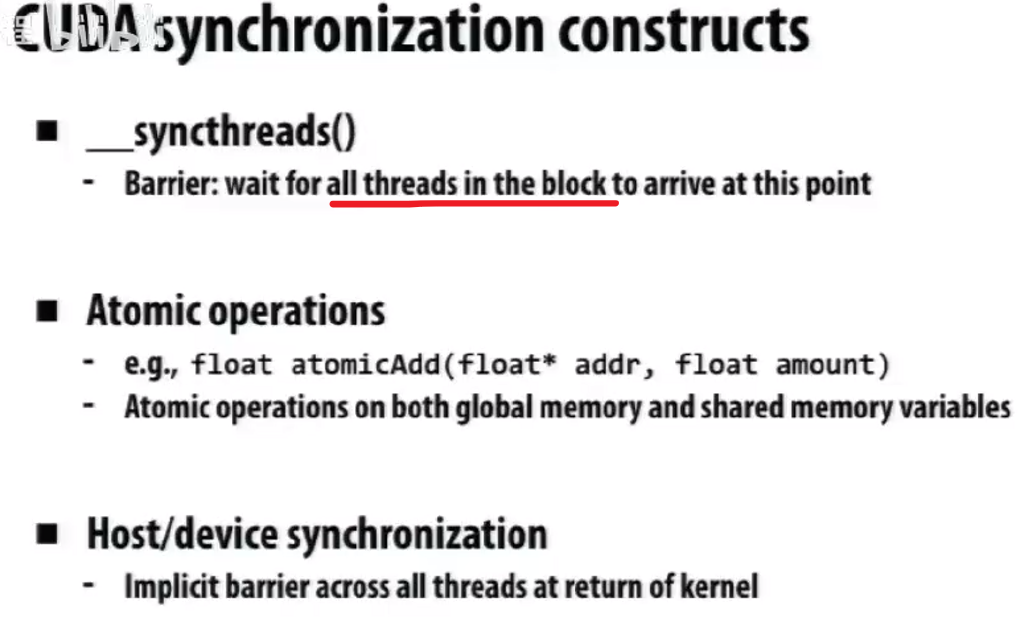 CUDA synchronization constructs
__syncthreads()
- Barrier: wait for all threads in the block to arrive at this point
Atomic operations
- e.g., float atomicAdd(float* addr, float amount)
- Atomic operations on both global memory and shared memory variables
Host/device synchronization
- Implicit barrier across all threads at return of kernel